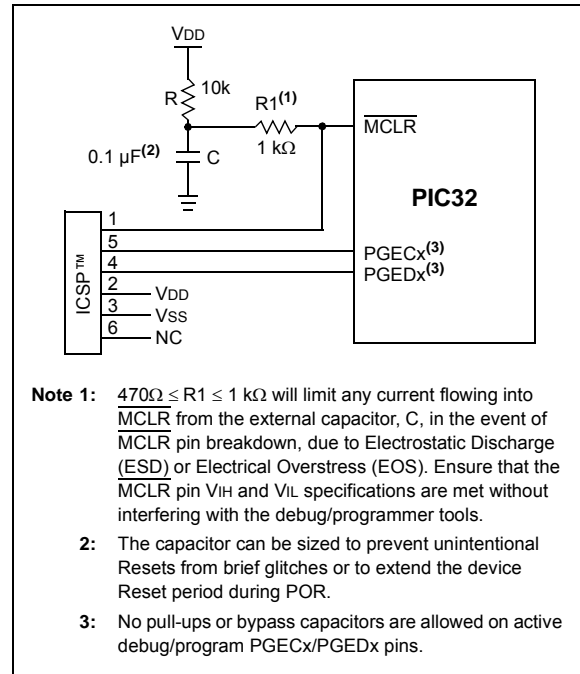 VDD
R
10k
R1(1)
1 kΩ
MCLR
0.1 µF(2)
C
PIC32
ICSP™
1
5
4
2
3
6
VDD
VSS
NC
PGECx(3)
PGEDx(3)
Note 1: 470Ω ≤ R1 ≤ 1 kΩ will limit any current flowing into
MCLR from the external capacitor, C, in the event of
MCLR pin breakdown, due to Electrostatic Discharge
(ESD) or Electrical Overstress (EOS). Ensure that the
MCLR pin VIH and VIL specifications are met without
interfering with the debug/programmer tools.
2: The capacitor can be sized to prevent unintentional
Resets from brief glitches or to extend the device
Reset period during POR.
3: No pull-ups or bypass capacitors are allowed on active
debug/program PGECx/PGEDx pins.